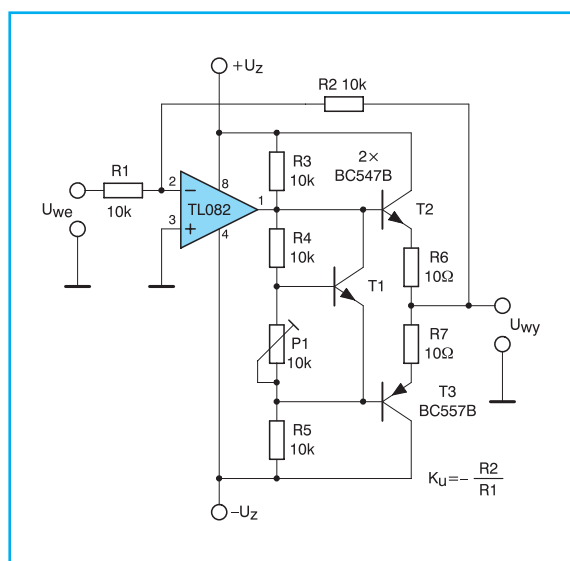 +Uz
R2 10k
R1
10k
R3
10k
2×
BC547B
2
8
1
TL082
3
4
T2
Uwe
R4
10k
T1
R6
10Ω
P1
10k
R7
10Ω
Uwy
T3
BC557B
R5
10k
Ku=- R2
R1
-Uz